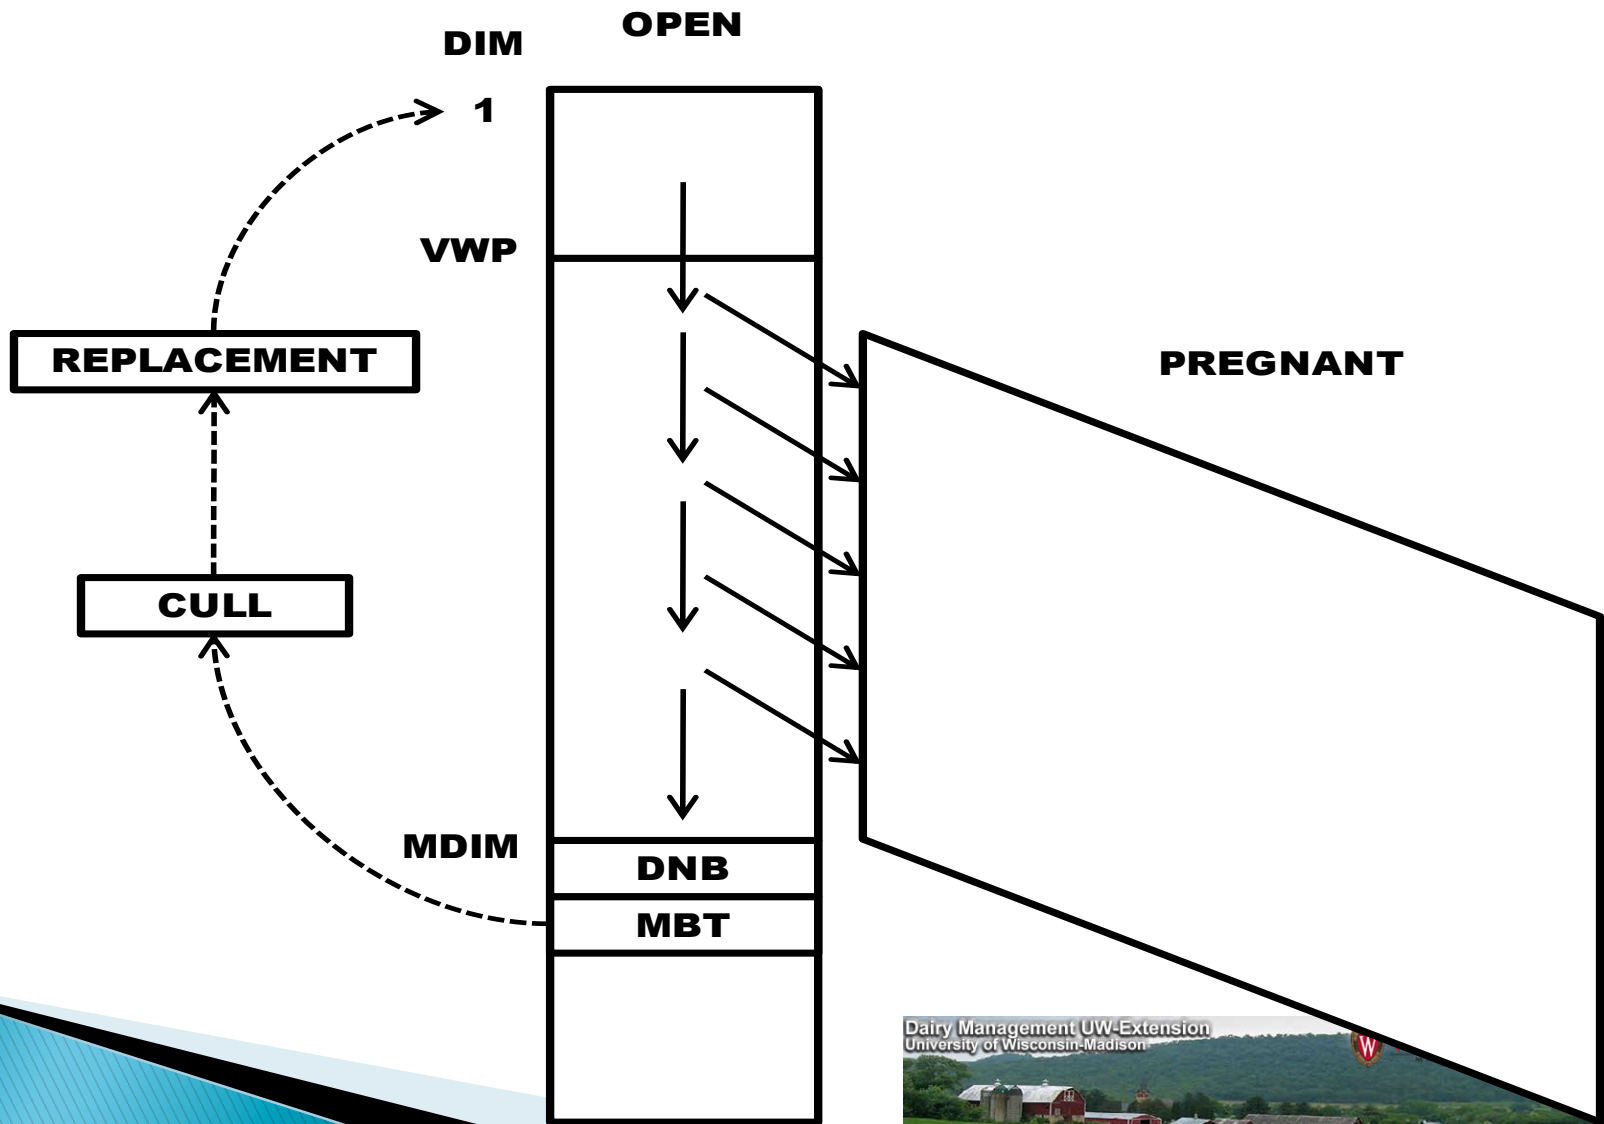 OPEN
DIM
1
VWP
REPLACEMENT
PREGNANT
CULL
MDIM
DNB
MBT
Dairy Management UW-Extension
University of Wisconsin-Madison
W